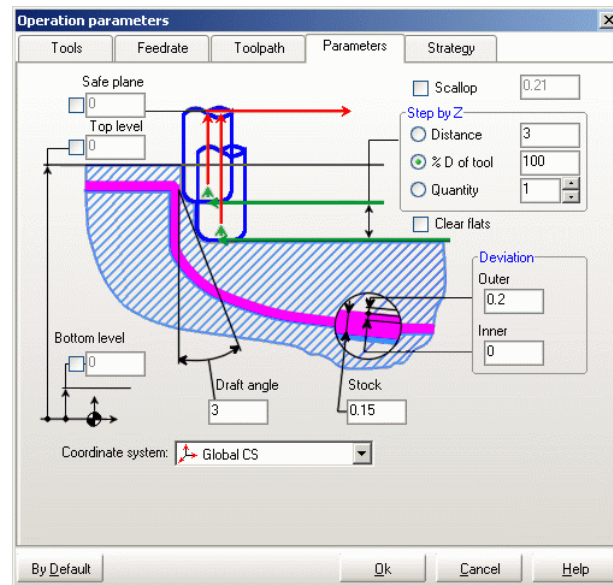 Operation parameters
Tools Feedrate Toolpath Parameters Strategy
Safe plane
0
Top level
0
Scallop 0.21
Step by Z
Distance 3
% D of tool 100
Quantity 1
Clear flats
Deviation
Outer
0.2
Inner
0
Bottom level
0
Draft angle
3
Stock
0.15
Coordinate system: Global CS
By Default Ok Cancel Help